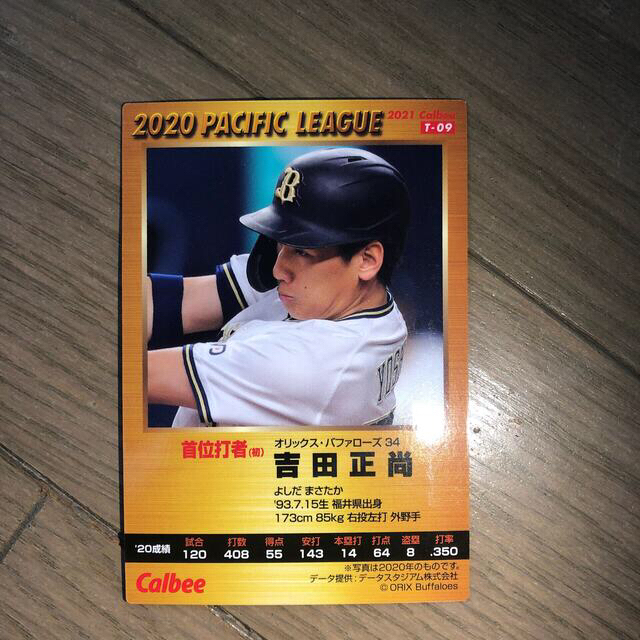 2020 PACIFIC LEAGUE
2021 Calbee
T-09
B
YOS
首位打者(初)
オリックス・バファローズ 34
吉田正尚
よしだ まさたか
'93.7.15生 福井県出身
173cm 85kg 右投左打 外野手
'20成績 試合 打数 得点 安打 本塁打 打点 盗塁 打率
120 408 55 143 14 64 8 .350
※写真は2020年のものです。
データ提供:データスタジアム株式会社
© ORIX Buffaloes
Calbee